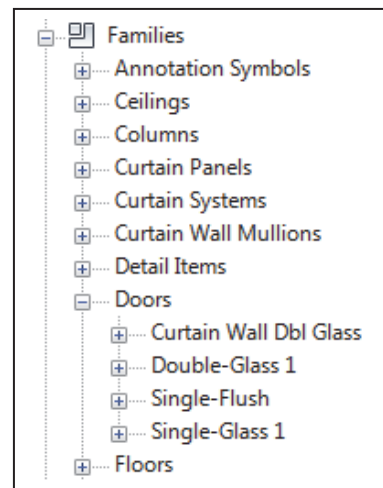 Families
Annotation Symbols
Ceilings
Columns
Curtain Panels
Curtain Systems
Curtain Wall Mullions
Detail Items
Doors
Curtain Wall Dbl Glass
Double-Glass 1
Single-Flush
Single-Glass 1
Floors